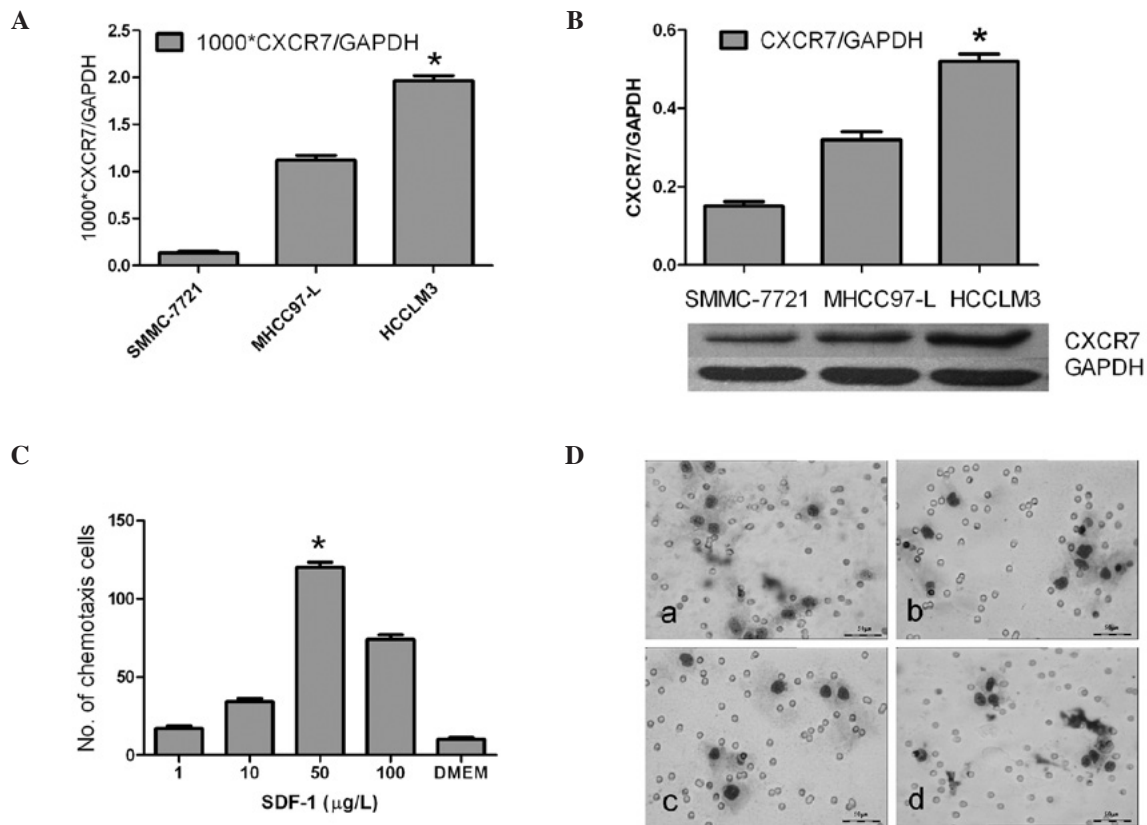 A
1000*CXCR7/GAPDH
*
1000*CXCR7/GAPDH
2.5
2.0
1.5
1.0
0.5
0.0
SMMC-7721
MHCC97-L
HCCLM3
B
CXCR7/GAPDH
*
CXCR7/GAPDH
0.6
0.4
0.2
0.0
SMMC-7721 MHCC97-L HCCLM3
CXCR7
GAPDH
C
No. of chemotaxis cells
150
100
50
0
*
1 10 50 100 DMEM
SDF-1 (μg/L)
D
a
b
c
d